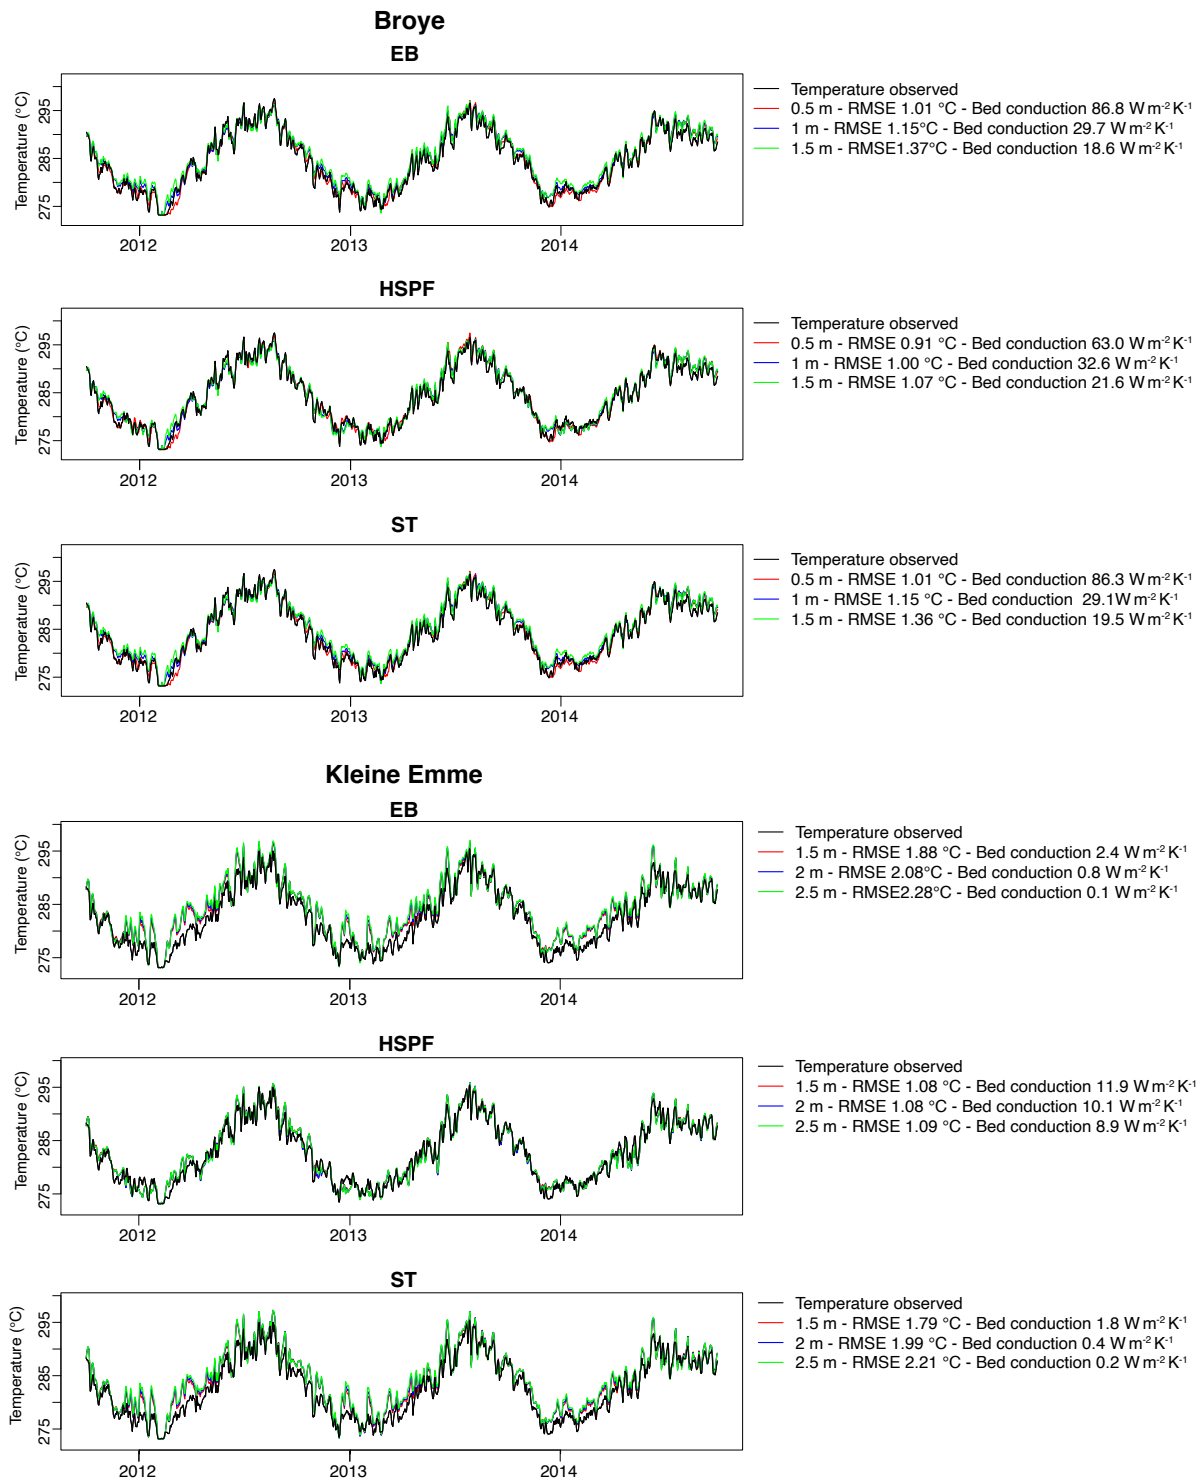 Broye
EB
Temperature (°C)
295
285
275
2012 2013 2014
Temperature observed
0.5 m - RMSE 1.01 °C - Bed conduction 86.8 W m⁻² K⁻¹
1 m - RMSE 1.15°C - Bed conduction 29.7 W m⁻² K⁻¹
1.5 m - RMSE1.37°C - Bed conduction 18.6 W m⁻² K⁻¹
HSPF
Temperature (°C)
295
285
275
2012 2013 2014
Temperature observed
0.5 m - RMSE 0.91 °C - Bed conduction 63.0 W m⁻² K⁻¹
1 m - RMSE 1.00 °C - Bed conduction 32.6 W m⁻² K⁻¹
1.5 m - RMSE 1.07 °C - Bed conduction 21.6 W m⁻² K⁻¹
ST
Temperature (°C)
295
285
275
2012 2013 2014
Temperature observed
0.5 m - RMSE 1.01 °C - Bed conduction 86.3 W m⁻² K⁻¹
1 m - RMSE 1.15 °C - Bed conduction 29.1W m⁻² K⁻¹
1.5 m - RMSE 1.36 °C - Bed conduction 19.5 W m⁻² K⁻¹
Kleine Emme
EB
Temperature (°C)
295
285
275
2012 2013 2014
Temperature observed
1.5 m - RMSE 1.88 °C - Bed conduction 2.4 W m⁻² K⁻¹
2 m - RMSE 2.08°C - Bed conduction 0.8 W m⁻² K⁻¹
2.5 m - RMSE2.28°C - Bed conduction 0.1 W m⁻² K⁻¹
HSPF
Temperature (°C)
295
285
275
2012 2013 2014
Temperature observed
1.5 m - RMSE 1.08 °C - Bed conduction 11.9 W m⁻² K⁻¹
2 m - RMSE 1.08 °C - Bed conduction 10.1 W m⁻² K⁻¹
2.5 m - RMSE 1.09 °C - Bed conduction 8.9 W m⁻² K⁻¹
ST
Temperature (°C)
295
285
275
2012 2013 2014
Temperature observed
1.5 m - RMSE 1.79 °C - Bed conduction 1.8 W m⁻² K⁻¹
2 m - RMSE 1.99 °C - Bed conduction 0.4 W m⁻² K⁻¹
2.5 m - RMSE 2.21 °C - Bed conduction 0.2 W m⁻² K⁻¹